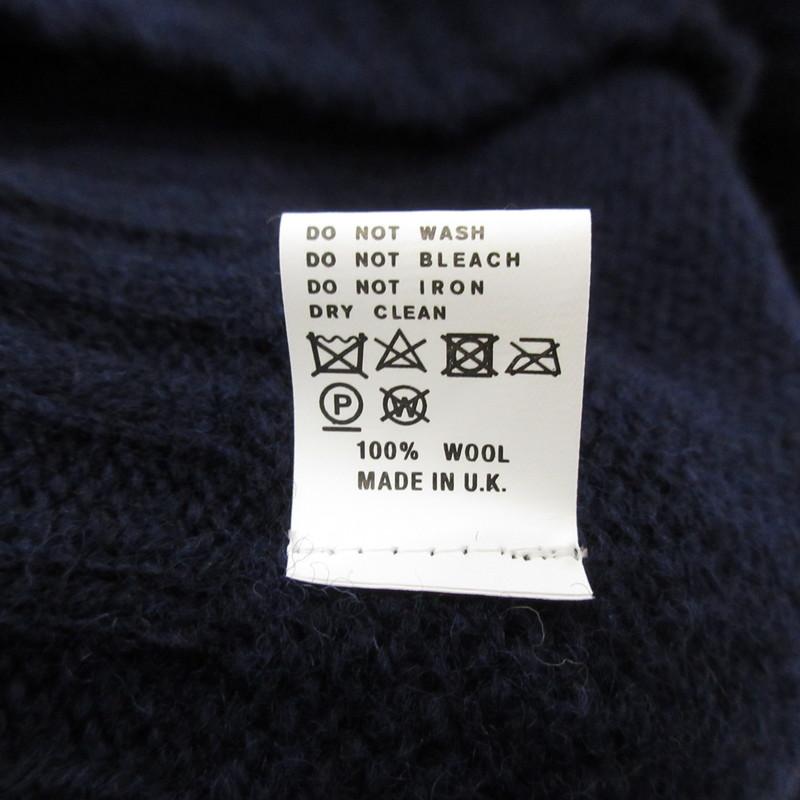 DO NOT WASH
DO NOT BLEACH
DO NOT IRON
DRY CLEAN
P W
100% WOOL
MADE IN U.K.